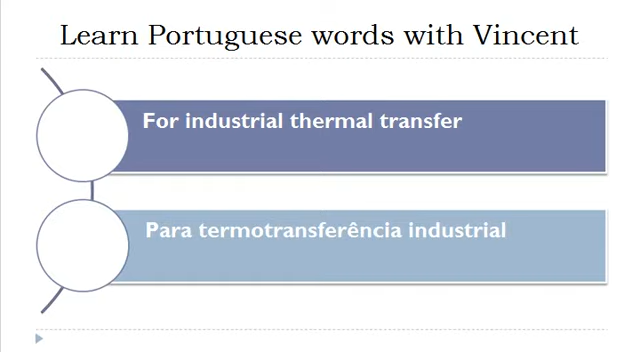 Learn Portuguese words with Vincent
For industrial thermal transfer
Para termotransferência industrial